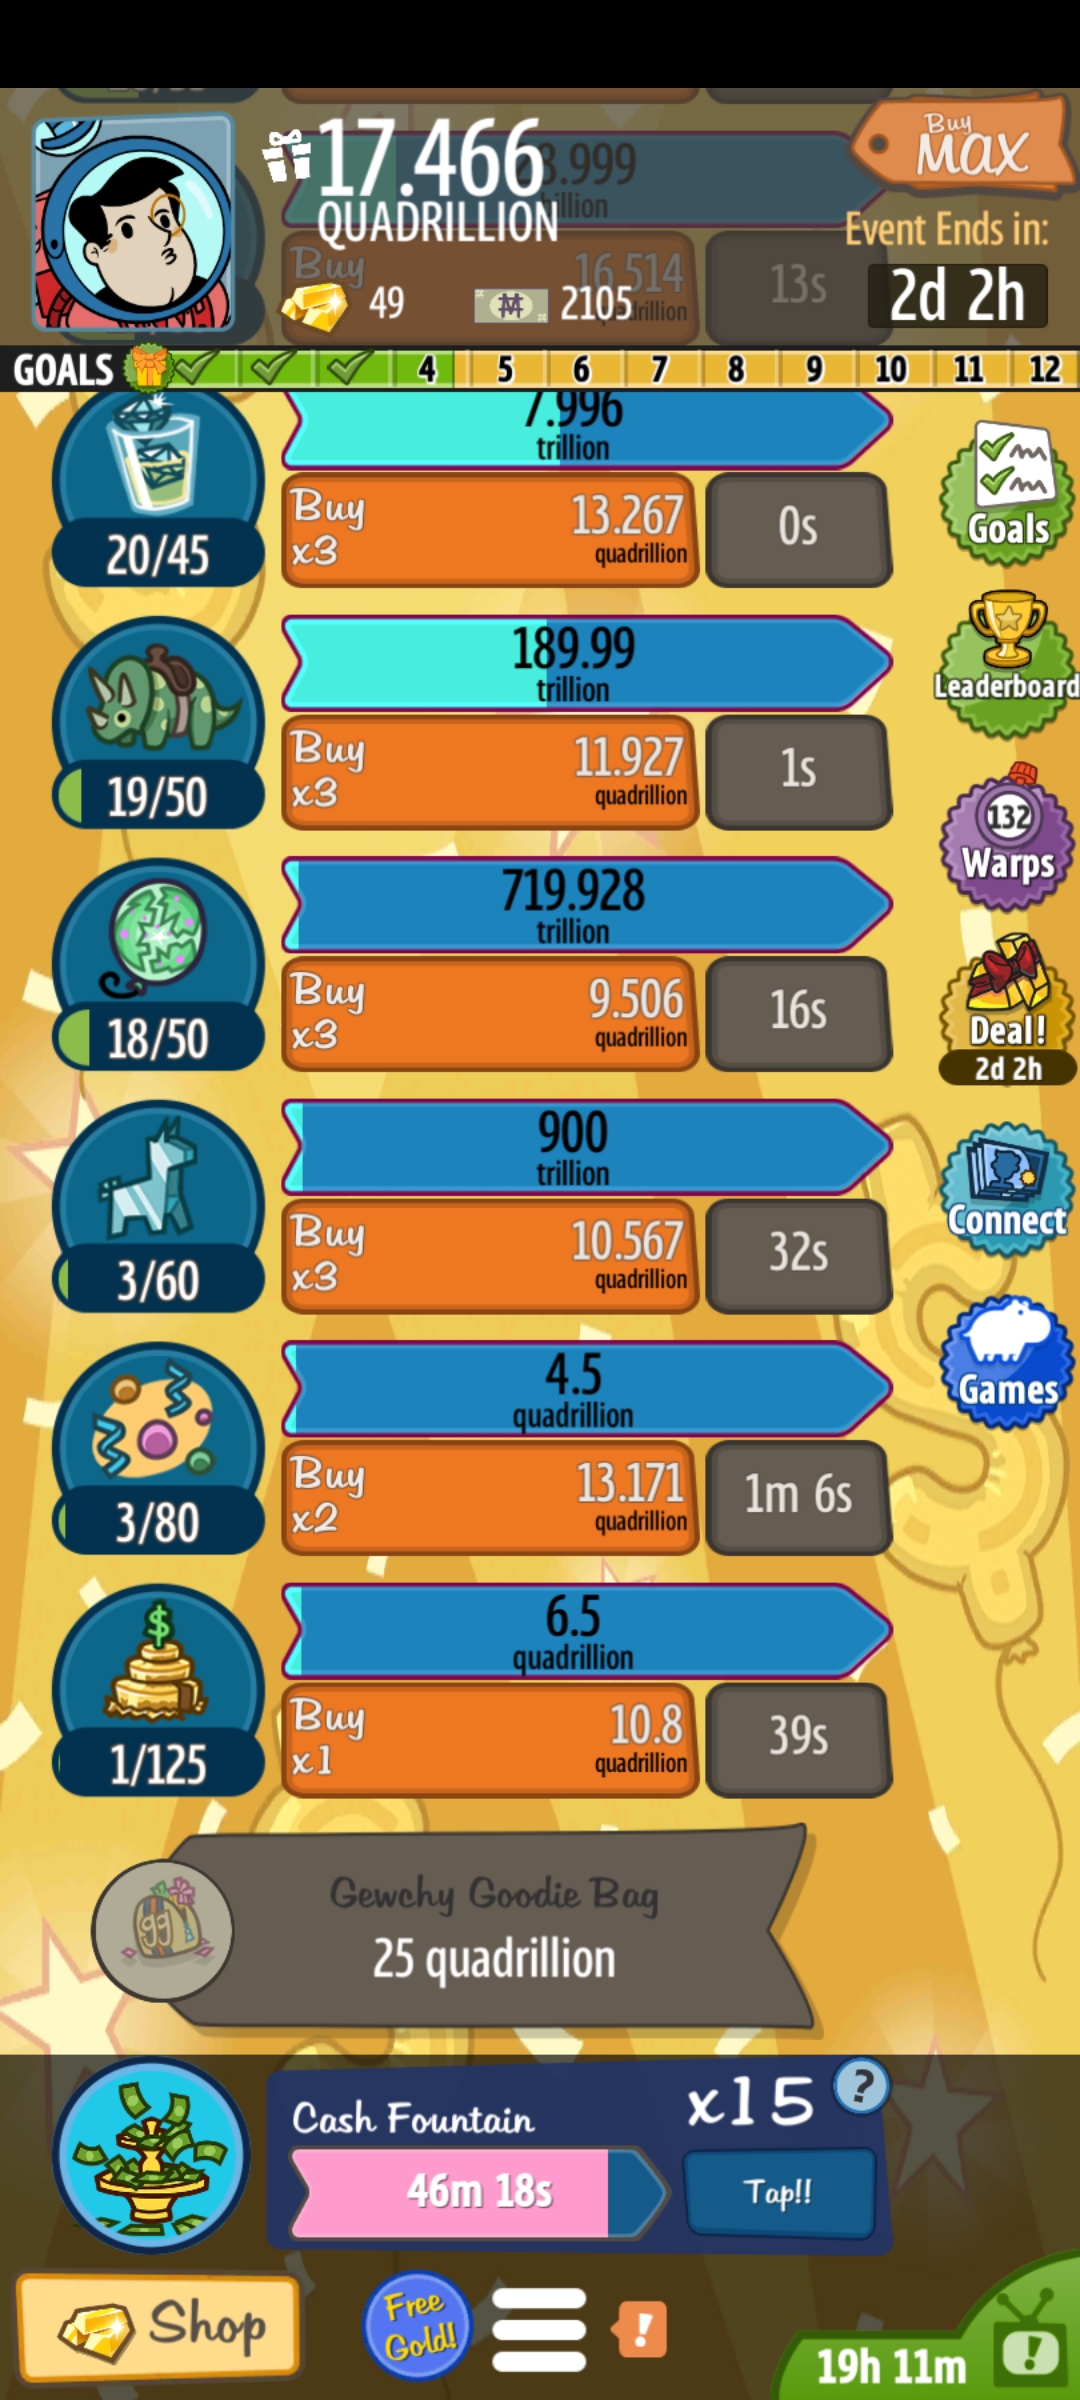 17.466
QUADRILLION
49
2105
Buy
MAX
Event Ends in:
2d 2h
Buy
16.514
13s
GOALS 4 5 6 7 8 9 10 11 12
7.996
trillion
20/45
Buy
x3
13.267
quadrillion
0s
Goals
189.99
trillion
19/50
Buy
x3
11.927
quadrillion
1s
Leaderboard
719.928
trillion
18/50
Buy
x3
9.506
quadrillion
16s
132
Warps
Deal!
2d 2h
900
trillion
3/60
Buy
x3
10.567
quadrillion
32s
Connect
4.5
quadrillion
3/80
Buy
x2
13.171
quadrillion
1m 6s
Games
$
6.5
quadrillion
1/125
Buy
x1
10.8
quadrillion
39s
gg
Gewchy Goodie Bag
25 quadrillion
Cash Fountain
x15
?
46m 18s
Tap!!
Shop
Free
Gold!
!
19h 11m
!